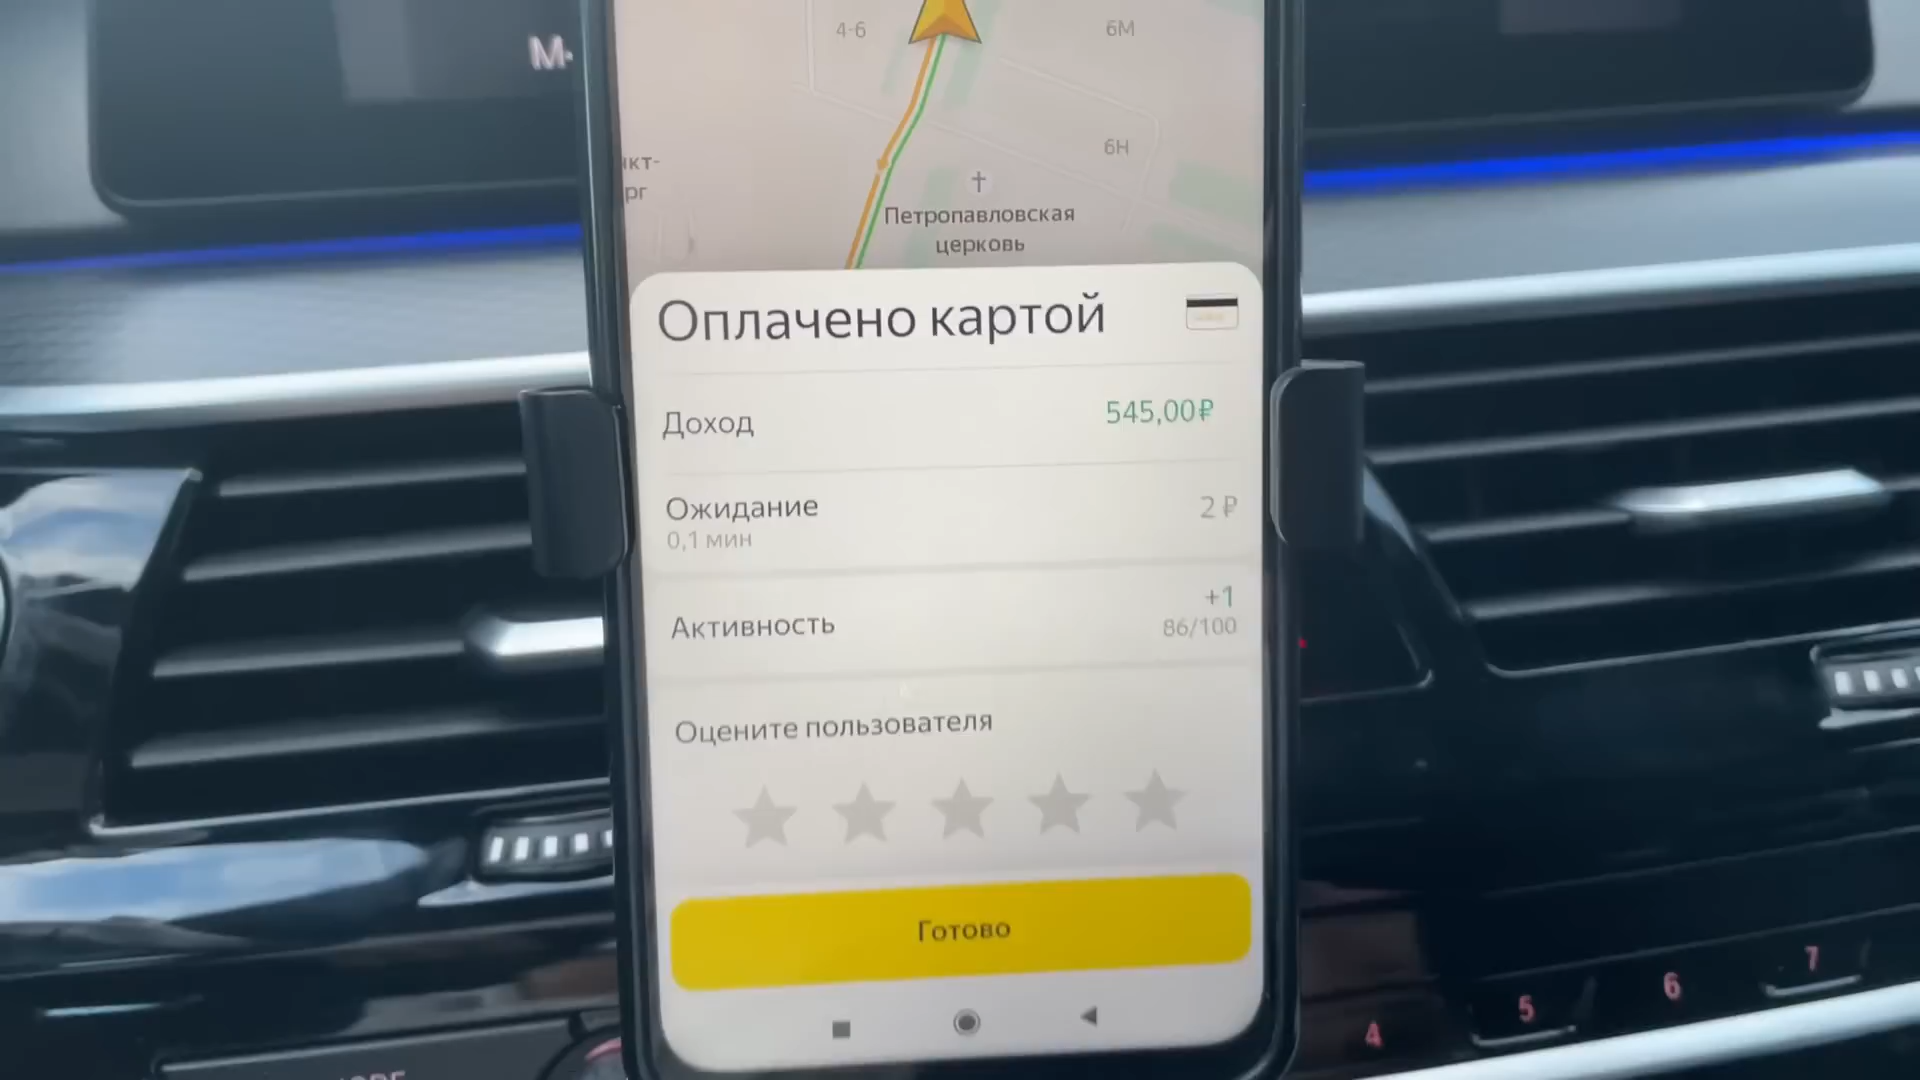 M
4-6
6М
6Н
Петропавловская
церковь
Оплачено картой
Доход
545,00₽
Ожидание
2 ₽
0,1 мин
Активность
+1
86/100
Оцените пользователя
Готово
4
5
6
7